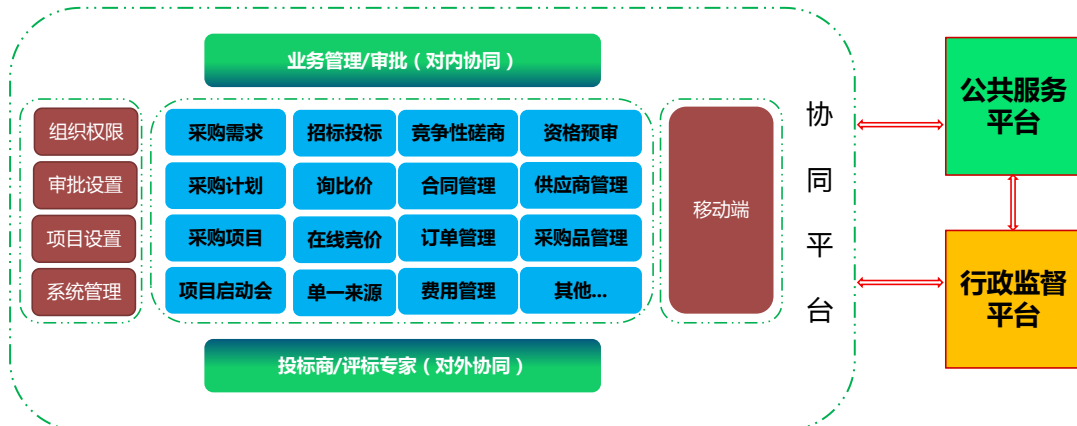 业务管理/审批（对内协同）
组织权限
审批设置
项目设置
系统管理
采购需求
招标投标
竞争性磋商
资格预审
采购计划
询比价
合同管理
供应商管理
采购项目
在线竞价
订单管理
采购品管理
项目启动会
单一来源
费用管理
其他...
移动端
协
同
平
台
投标商/评标专家（对外协同）
公共服务
平台
行政监督
平台